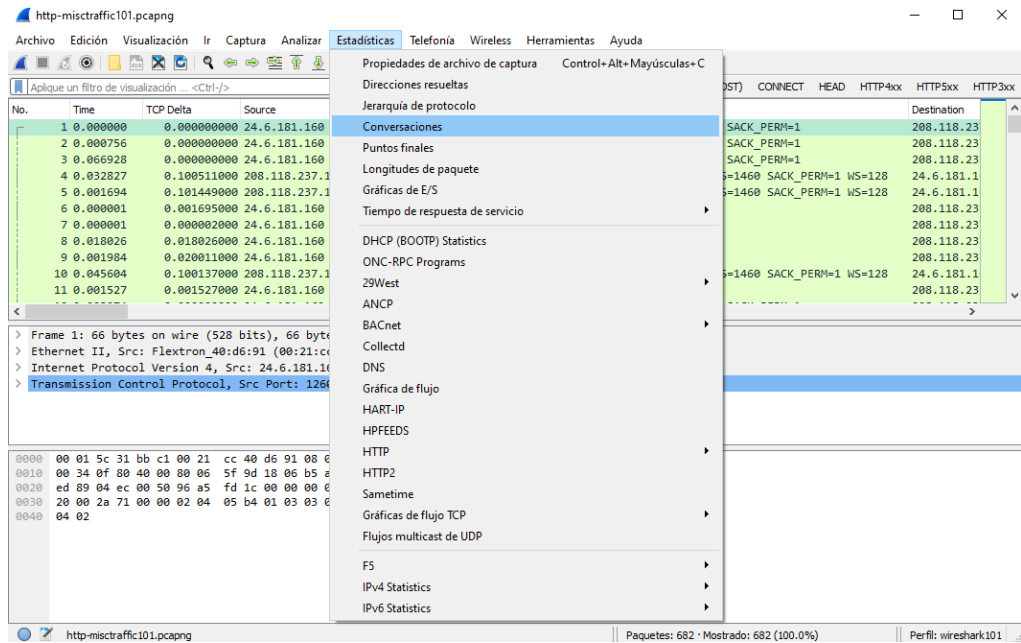 http-misctraffic101.pcapng
Archivo Edición Visualización Ir Captura Analizar Estadísticas Telefonía Wireless Herramientas Ayuda
Aplique un filtro de visualización ... <Ctrl-/>
CONNECT HEAD HTTP4xx HTTP5xx HTTP3xx
No. Time TCP Delta Source Destination
1 0.000000 0.000000000 24.6.181.160 SACK_PERM=1 208.118.23
2 0.000756 0.000000000 24.6.181.160 SACK_PERM=1 208.118.23
3 0.066928 0.000000000 24.6.181.160 SACK_PERM=1 208.118.23
4 0.032827 0.100511000 208.118.237.1 =1460 SACK_PERM=1 WS=128 24.6.181.1
5 0.001694 0.101449000 208.118.237.1 =1460 SACK_PERM=1 WS=128 24.6.181.1
6 0.000001 0.001695000 24.6.181.160 208.118.23
7 0.000001 0.000002000 24.6.181.160 208.118.23
8 0.018026 0.018026000 24.6.181.160 208.118.23
9 0.001984 0.020011000 24.6.181.160 208.118.23
10 0.045604 0.100137000 208.118.237.1 =1460 SACK_PERM=1 WS=128 24.6.181.1
11 0.001527 0.001527000 24.6.181.160 208.118.23
Propiedades de archivo de captura Control+Alt+Mayúsculas+C
Direcciones resueltas
Jerarquía de protocolo
Conversaciones
Puntos finales
Longitudes de paquete
Gráficas de E/S
Tiempo de respuesta de servicio
DHCP (BOOTP) Statistics
ONC-RPC Programs
29West
ANCP
BACnet
Collectd
DNS
Gráfica de flujo
HART-IP
HPFEEDS
HTTP
HTTP2
Sametime
Gráficas de flujo TCP
Flujos multicast de UDP
F5
IPv4 Statistics
IPv6 Statistics
Frame 1: 66 bytes on wire (528 bits), 66 byte
Ethernet II, Src: Flextron_40:d6:91 (00:21:cc
Internet Protocol Version 4, Src: 24.6.181.16
Transmission Control Protocol, Src Port: 126
0000 00 01 5c 31 bb c1 00 21 cc 40 d6 91 08 0
0010 00 34 0f 80 40 00 80 06 5f 9d 18 06 b5 a
0020 ed 89 04 ec 00 50 96 a5 fd 1c 00 00 00 0
0030 20 00 2a 71 00 00 02 04 05 b4 01 03 03 0
0040 04 02
http-misctraffic101.pcapng Paquetes: 682 · Mostrado: 682 (100.0%) Perfil: wireshark101